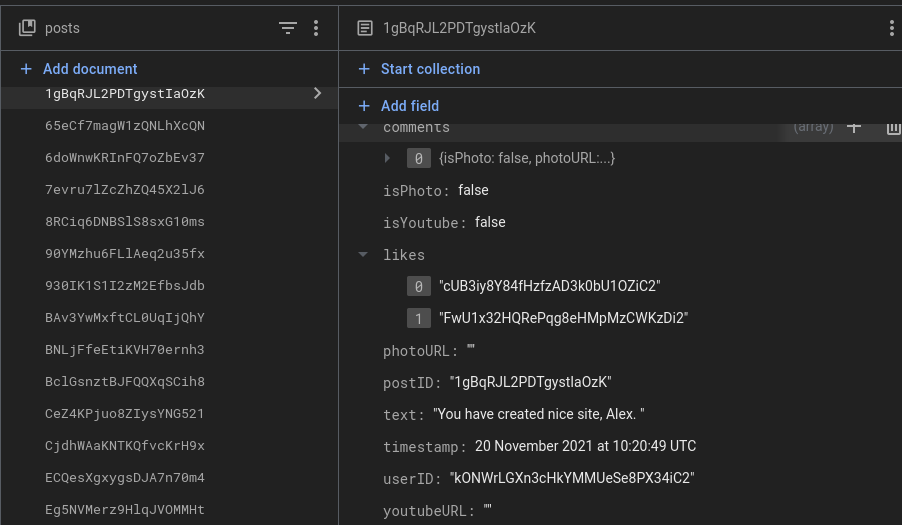 posts
1gBqRJL2PDTgystIaOzK
Add document
Start collection
1gBqRJL2PDTgystIaOzK
65eCf7magW1zQNLhXcQN
6doWnwKRInFQ7oZbEv37
7evru7lZcZhZQ45X2lJ6
8RCiq6DNBSlS8sxG10ms
90YMzhu6FLlAeq2u35fx
930IK1S1I2zM2EfbsJdb
BAv3YwMxftCL0UqIjQhY
BNLjFfeEtiKVH70ernh3
BclGsnztBJFQQXqSCih8
CeZ4KPjuo8ZIysYNG521
CjdhWAaKNTKQfvcKrH9x
ECQesXgxygsDJA7n70m4
Eg5NVMerz9HlqJVOMMHt
Add field
comments (array)
0 {isPhoto: false, photoURL:...}
isPhoto: false
isYoutube: false
likes
0 "cUB3iy8Y84fHzfzAD3k0bU1OZiC2"
1 "FwU1x32HQRePqg8eHMpMzCWKzDi2"
photoURL: ""
postID: "1gBqRJL2PDTgystIaOzK"
text: "You have created nice site, Alex. "
timestamp: 20 November 2021 at 10:20:49 UTC
userID: "kONWrLGXn3cHkYMMUeSe8PX34iC2"
youtubeURL: ""